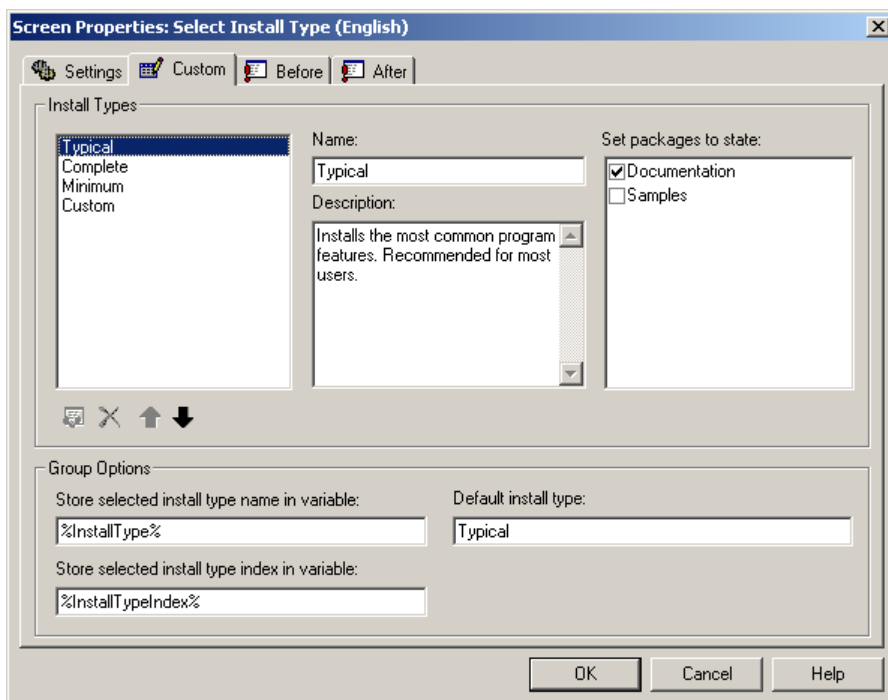 Screen Properties: Select Install Type (English)
Settings
Custom
Before
After
Install Types
Typical
Complete
Minimum
Custom
Name:
Typical
Description:
Installs the most common program
features. Recommended for most
users.
Set packages to state:
Documentation
Samples
Group Options
Store selected install type name in variable:
%InstallType%
Default install type:
Typical
Store selected install type index in variable:
%InstallTypeIndex%
OK
Cancel
Help